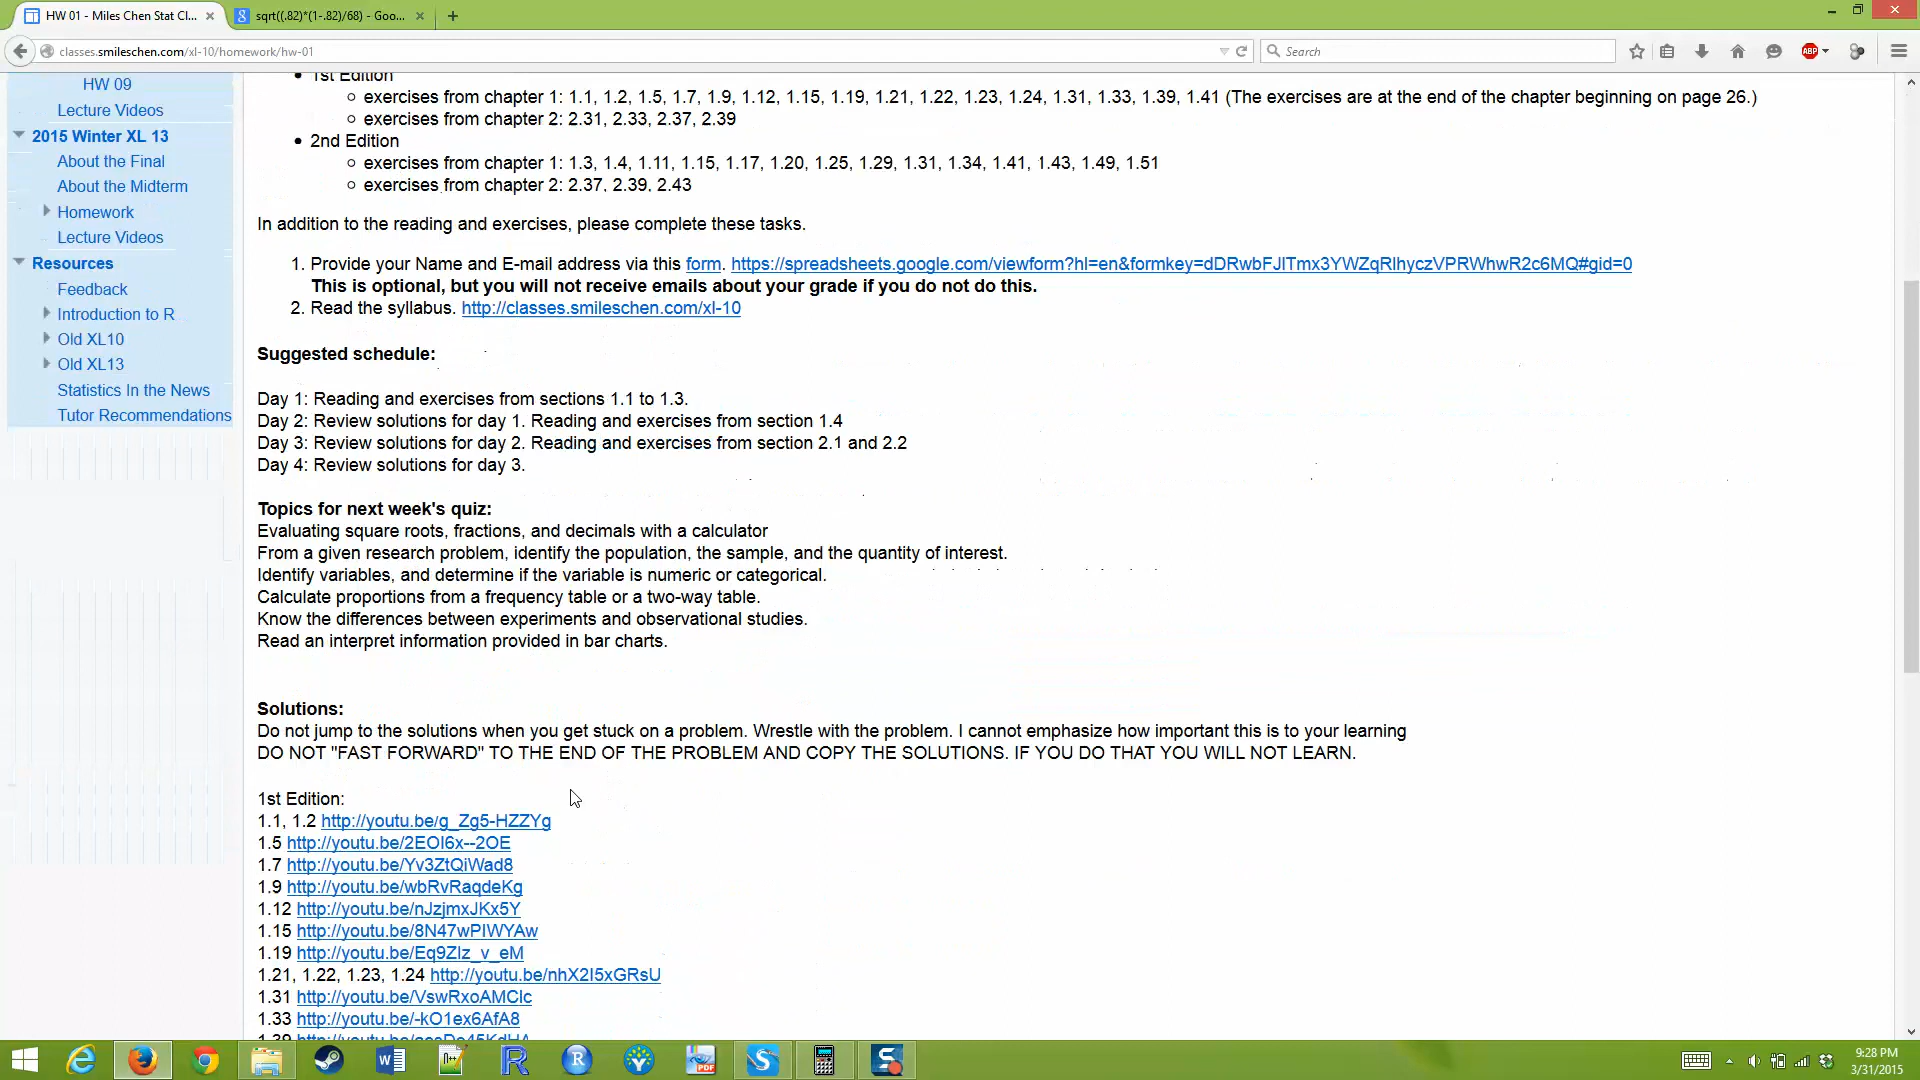 HW 01 - Miles Chen Stat Cl...
sqrt((.82)*(1-.82)/68) - Goo...
classes.smileschen.com/xl-10/homework/hw-01
Search
ABP
HW 09
Lecture Videos
2015 Winter XL 13
About the Final
About the Midterm
Homework
Lecture Videos
Resources
Feedback
Introduction to R
Old XL10
Old XL13
Statistics In the News
Tutor Recommendations
1st Edition
exercises from chapter 1: 1.1, 1.2, 1.5, 1.7, 1.9, 1.12, 1.15, 1.19, 1.21, 1.22, 1.23, 1.24, 1.31, 1.33, 1.39, 1.41 (The exercises are at the end of the chapter beginning on page 26.)
exercises from chapter 2: 2.31, 2.33, 2.37, 2.39
2nd Edition
exercises from chapter 1: 1.3, 1.4, 1.11, 1.15, 1.17, 1.20, 1.25, 1.29, 1.31, 1.34, 1.41, 1.43, 1.49, 1.51
exercises from chapter 2: 2.37, 2.39, 2.43
In addition to the reading and exercises, please complete these tasks.
1. Provide your Name and E-mail address via this form. https://spreadsheets.google.com/viewform?hl=en&formkey=dDRwbFJlTmx3YWZqRlhyczVPRWhwR2c6MQ#gid=0
This is optional, but you will not receive emails about your grade if you do not do this.
2. Read the syllabus. http://classes.smileschen.com/xl-10
Suggested schedule:
Day 1: Reading and exercises from sections 1.1 to 1.3.
Day 2: Review solutions for day 1. Reading and exercises from section 1.4
Day 3: Review solutions for day 2. Reading and exercises from section 2.1 and 2.2
Day 4: Review solutions for day 3.
Topics for next week's quiz:
Evaluating square roots, fractions, and decimals with a calculator
From a given research problem, identify the population, the sample, and the quantity of interest.
Identify variables, and determine if the variable is numeric or categorical.
Calculate proportions from a frequency table or a two-way table.
Know the differences between experiments and observational studies.
Read an interpret information provided in bar charts.
Solutions:
Do not jump to the solutions when you get stuck on a problem. Wrestle with the problem. I cannot emphasize how important this is to your learning
DO NOT "FAST FORWARD" TO THE END OF THE PROBLEM AND COPY THE SOLUTIONS. IF YOU DO THAT YOU WILL NOT LEARN.
1st Edition:
1.1, 1.2 http://youtu.be/g_Zg5-HZZYg
1.5 http://youtu.be/2EOI6x--2OE
1.7 http://youtu.be/Yv3ZtQiWad8
1.9 http://youtu.be/wbRvRaqdeKg
1.12 http://youtu.be/nJzjmxJKx5Y
1.15 http://youtu.be/8N47wPIWYAw
1.19 http://youtu.be/Eq9ZIz_v_eM
1.21, 1.22, 1.23, 1.24 http://youtu.be/nhX2I5xGRsU
1.31 http://youtu.be/VswRxoAMClc
1.33 http://youtu.be/-kO1ex6AfA8
9:28 PM
3/31/2015